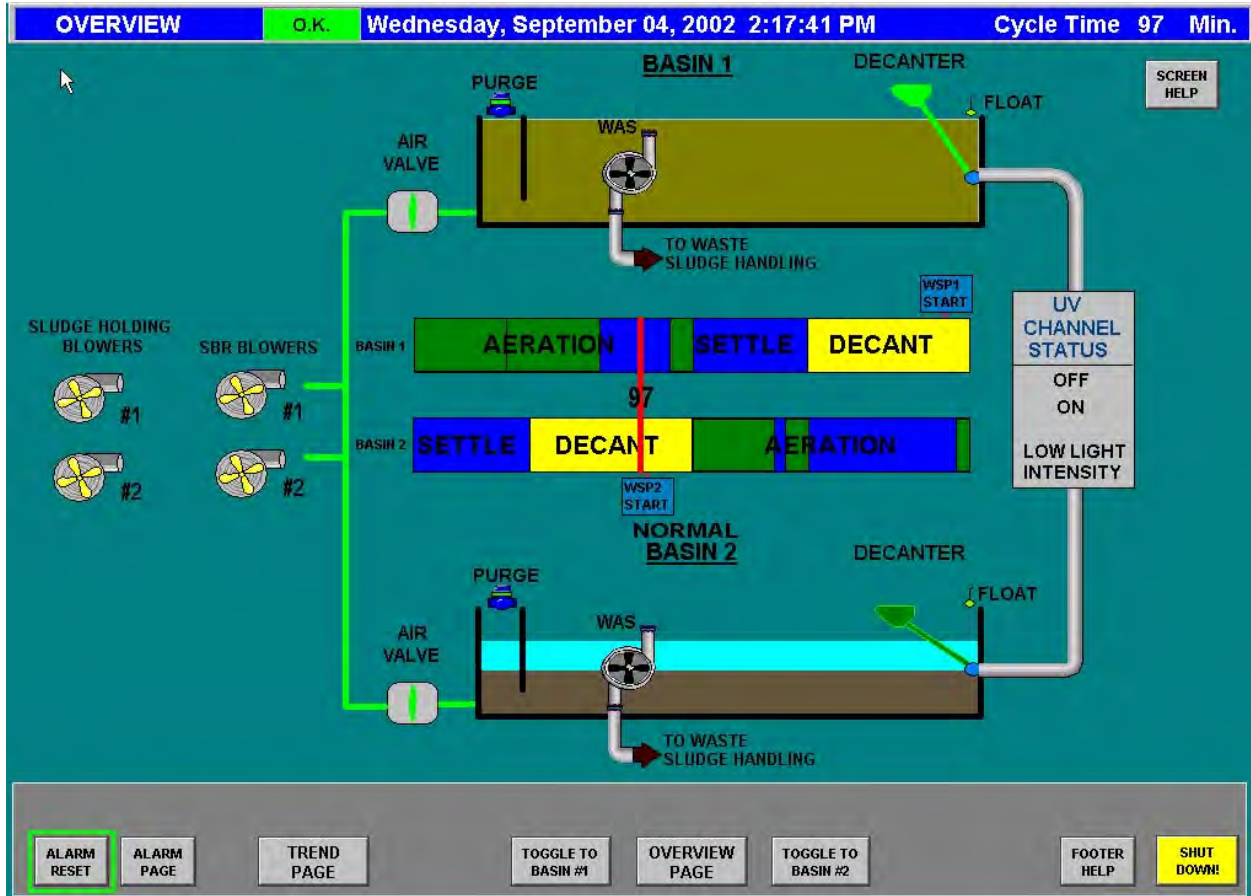 OVERVIEW
O.K.
Wednesday, September 04, 2002 2:17:41 PM
Cycle Time 97 Min.
BASIN 1
DECANTER
SCREEN
HELP
PURGE
FLOAT
WAS
AIR
VALVE
TO WASTE
SLUDGE HANDLING
WSP1
START
UV
CHANNEL
STATUS
OFF
ON
LOW LIGHT
INTENSITY
SLUDGE HOLDING
BLOWERS
SBR BLOWERS
#1
#1
#2
#2
BASIN 1
AERATION
SETTLE
DECANT
97
BASIN 2
SETTLE
DECANT
AERATION
WSP2
START
NORMAL
BASIN 2
DECANTER
PURGE
FLOAT
WAS
AIR
VALVE
TO WASTE
SLUDGE HANDLING
ALARM
RESET
ALARM
PAGE
TREND
PAGE
TOGGLE TO
BASIN #1
OVERVIEW
PAGE
TOGGLE TO
BASIN #2
FOOTER
HELP
SHUT
DOWN!